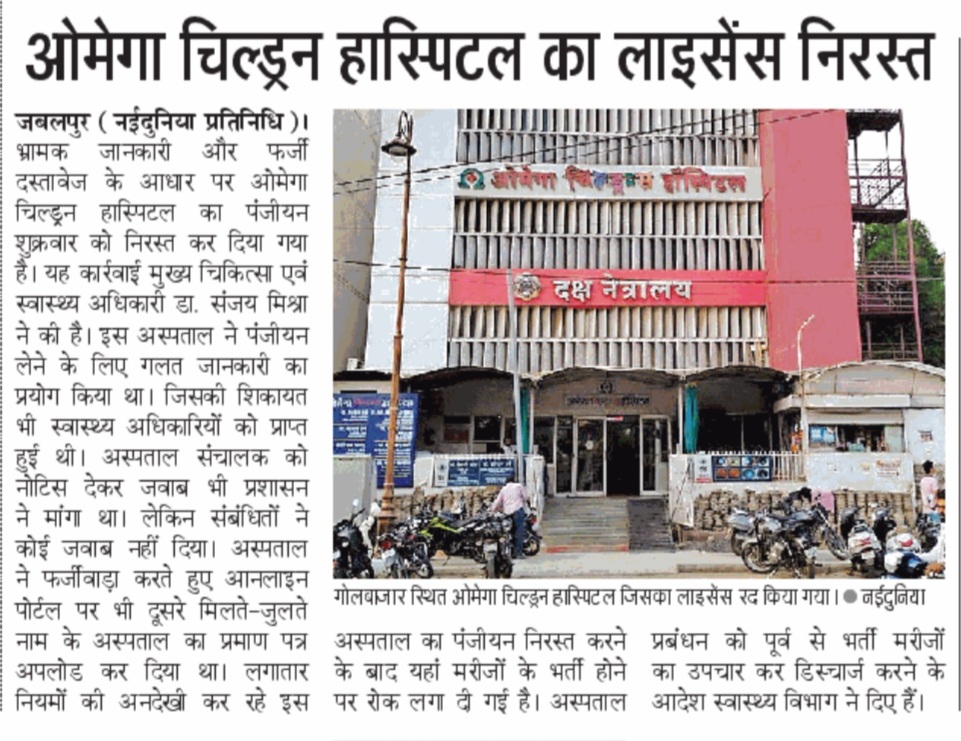 ओमेगा चिल्ड्रन हास्पिटल का लाइसेंस निरस्त
जबलपुर ( नईदुनिया प्रतिनिधि )।
भ्रामक जानकारी और फर्जी
दस्तावेज के आधार पर ओमेगा
चिल्ड्रन हास्पिटल का पंजीयन
शुक्रवार को निरस्त कर दिया गया
है। यह कार्रवाई मुख्य चिकित्सा एवं
स्वास्थ्य अधिकारी डा. संजय मिश्रा
ने की है। इस अस्पताल ने पंजीयन
लेने के लिए गलत जानकारी का
प्रयोग किया था। जिसकी शिकायत
भी स्वास्थ्य अधिकारियों को प्राप्त
हुई थी। अस्पताल संचालक को
नोटिस देकर जवाब भी प्रशासन
ने मांगा था। लेकिन संबंधितों ने
कोई जवाब नहीं दिया। अस्पताल
ने फर्जीवाड़ा करते हुए आनलाइन
पोर्टल पर भी दूसरे मिलते-जुलते
नाम के अस्पताल का प्रमाण पत्र
अपलोड कर दिया था। लगातार
नियमों की अनदेखी कर रहे इस
ओमेगा चिल्ड्रन्स हॉस्पिटल
दक्ष नेत्रालय
गोलबाजार स्थित ओमेगा चिल्ड्रन हास्पिटल जिसका लाइसेंस रद किया गया। ● नईदुनिया
अस्पताल का पंजीयन निरस्त करने
के बाद यहां मरीजों के भर्ती होने
पर रोक लगा दी गई है। अस्पताल
प्रबंधन को पूर्व से भर्ती मरीजों
का उपचार कर डिस्चार्ज करने के
आदेश स्वास्थ्य विभाग ने दिए हैं।